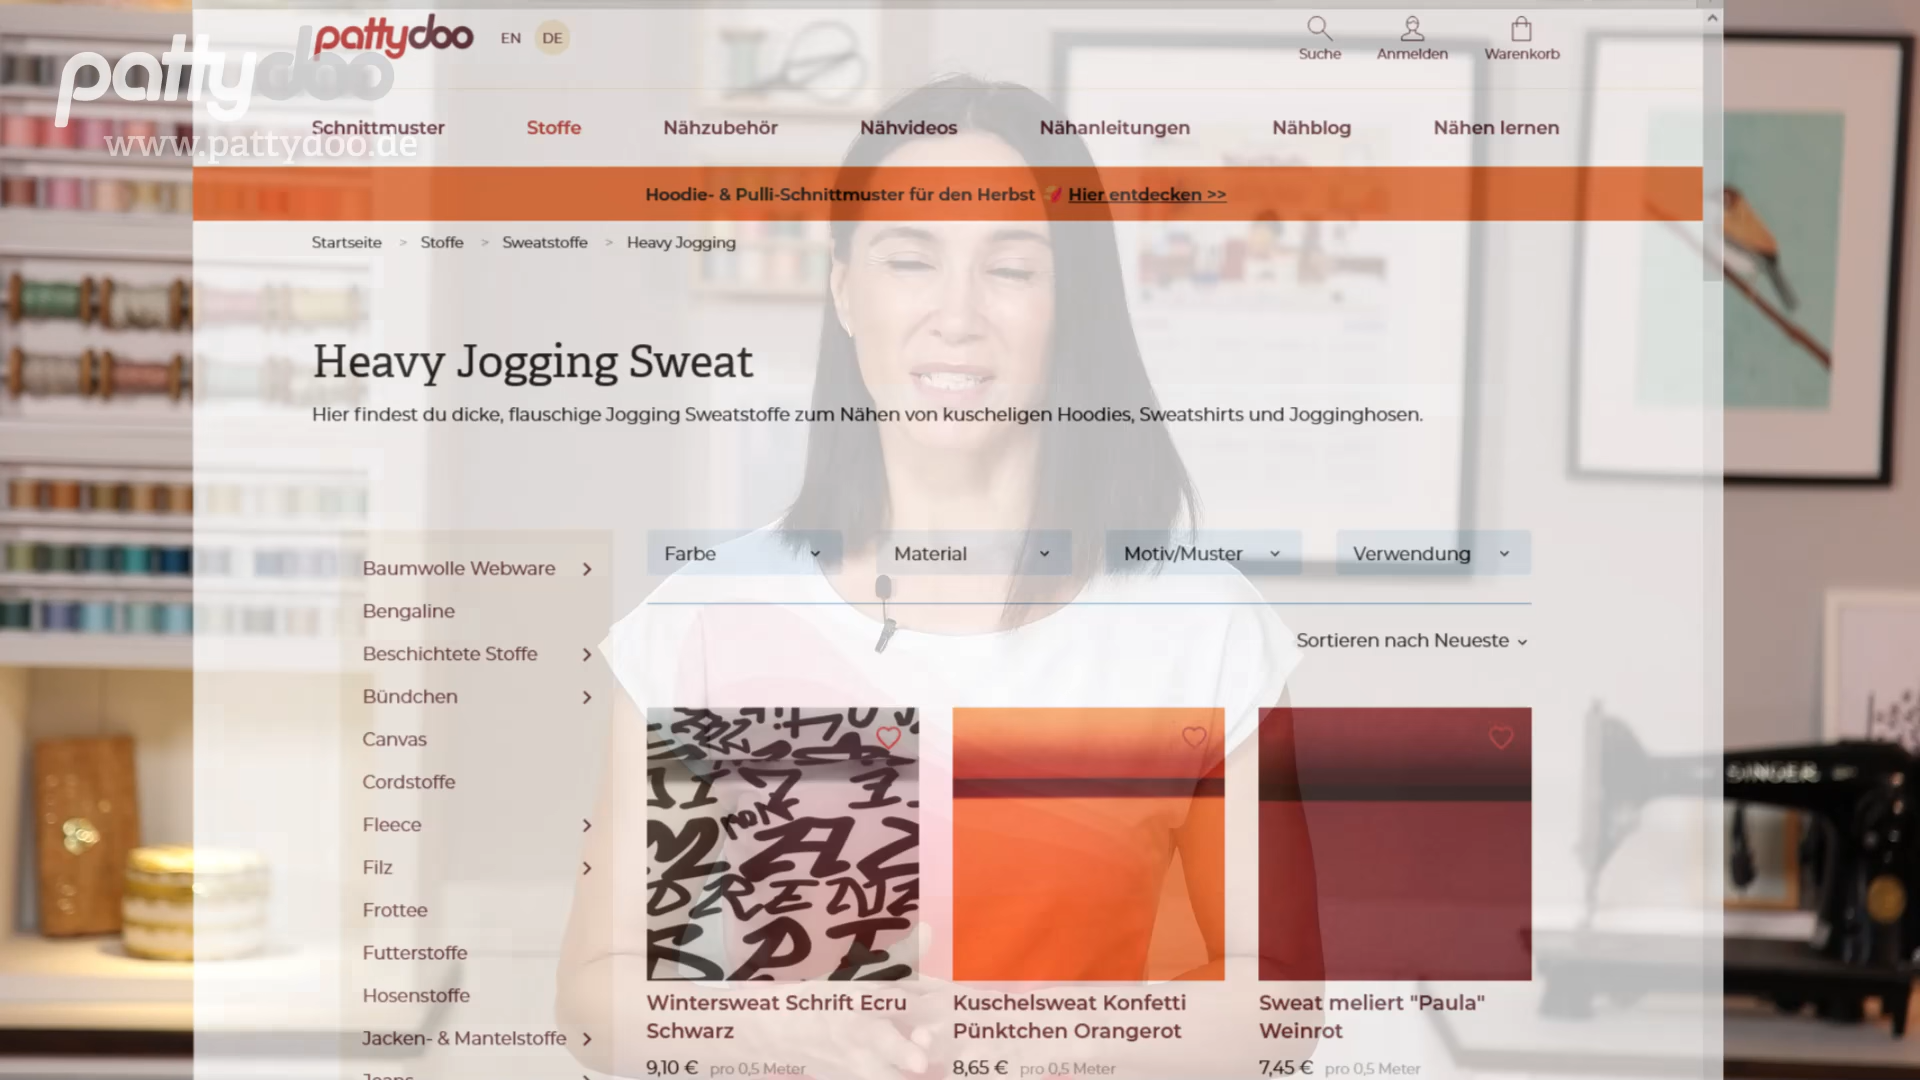 pattydoo
www.pattydoo.de
pattydoo EN DE
Suche Anmelden Warenkorb
Schnittmuster Stoffe Nähzubehör Nähvideos Nähanleitungen Nähblog Nähen lernen
Hoodie- & Pulli-Schnittmuster für den Herbst Hier entdecken >>
Startseite > Stoffe > Sweatstoffe > Heavy Jogging
Heavy Jogging Sweat
Hier findest du dicke, flauschige Jogging Sweatstoffe zum Nähen von kuscheligen Hoodies, Sweatshirts und Jogginghosen.
Farbe Material Motiv/Muster Verwendung
Sortieren nach Neueste
Baumwolle Webware
Bengaline
Beschichtete Stoffe
Bündchen
Canvas
Cordstoffe
Fleece
Filz
Frottee
Futterstoffe
Hosenstoffe
Jacken- & Mantelstoffe
Jeans
Wintersweat Schrift Ecru
Schwarz
9,10 € pro 0,5 Meter
Kuschelsweat Konfetti
Pünktchen Orangerot
8,65 € pro 0,5 Meter
Sweat meliert "Paula"
Weinrot
7,45 € pro 0,5 Meter
SINGER